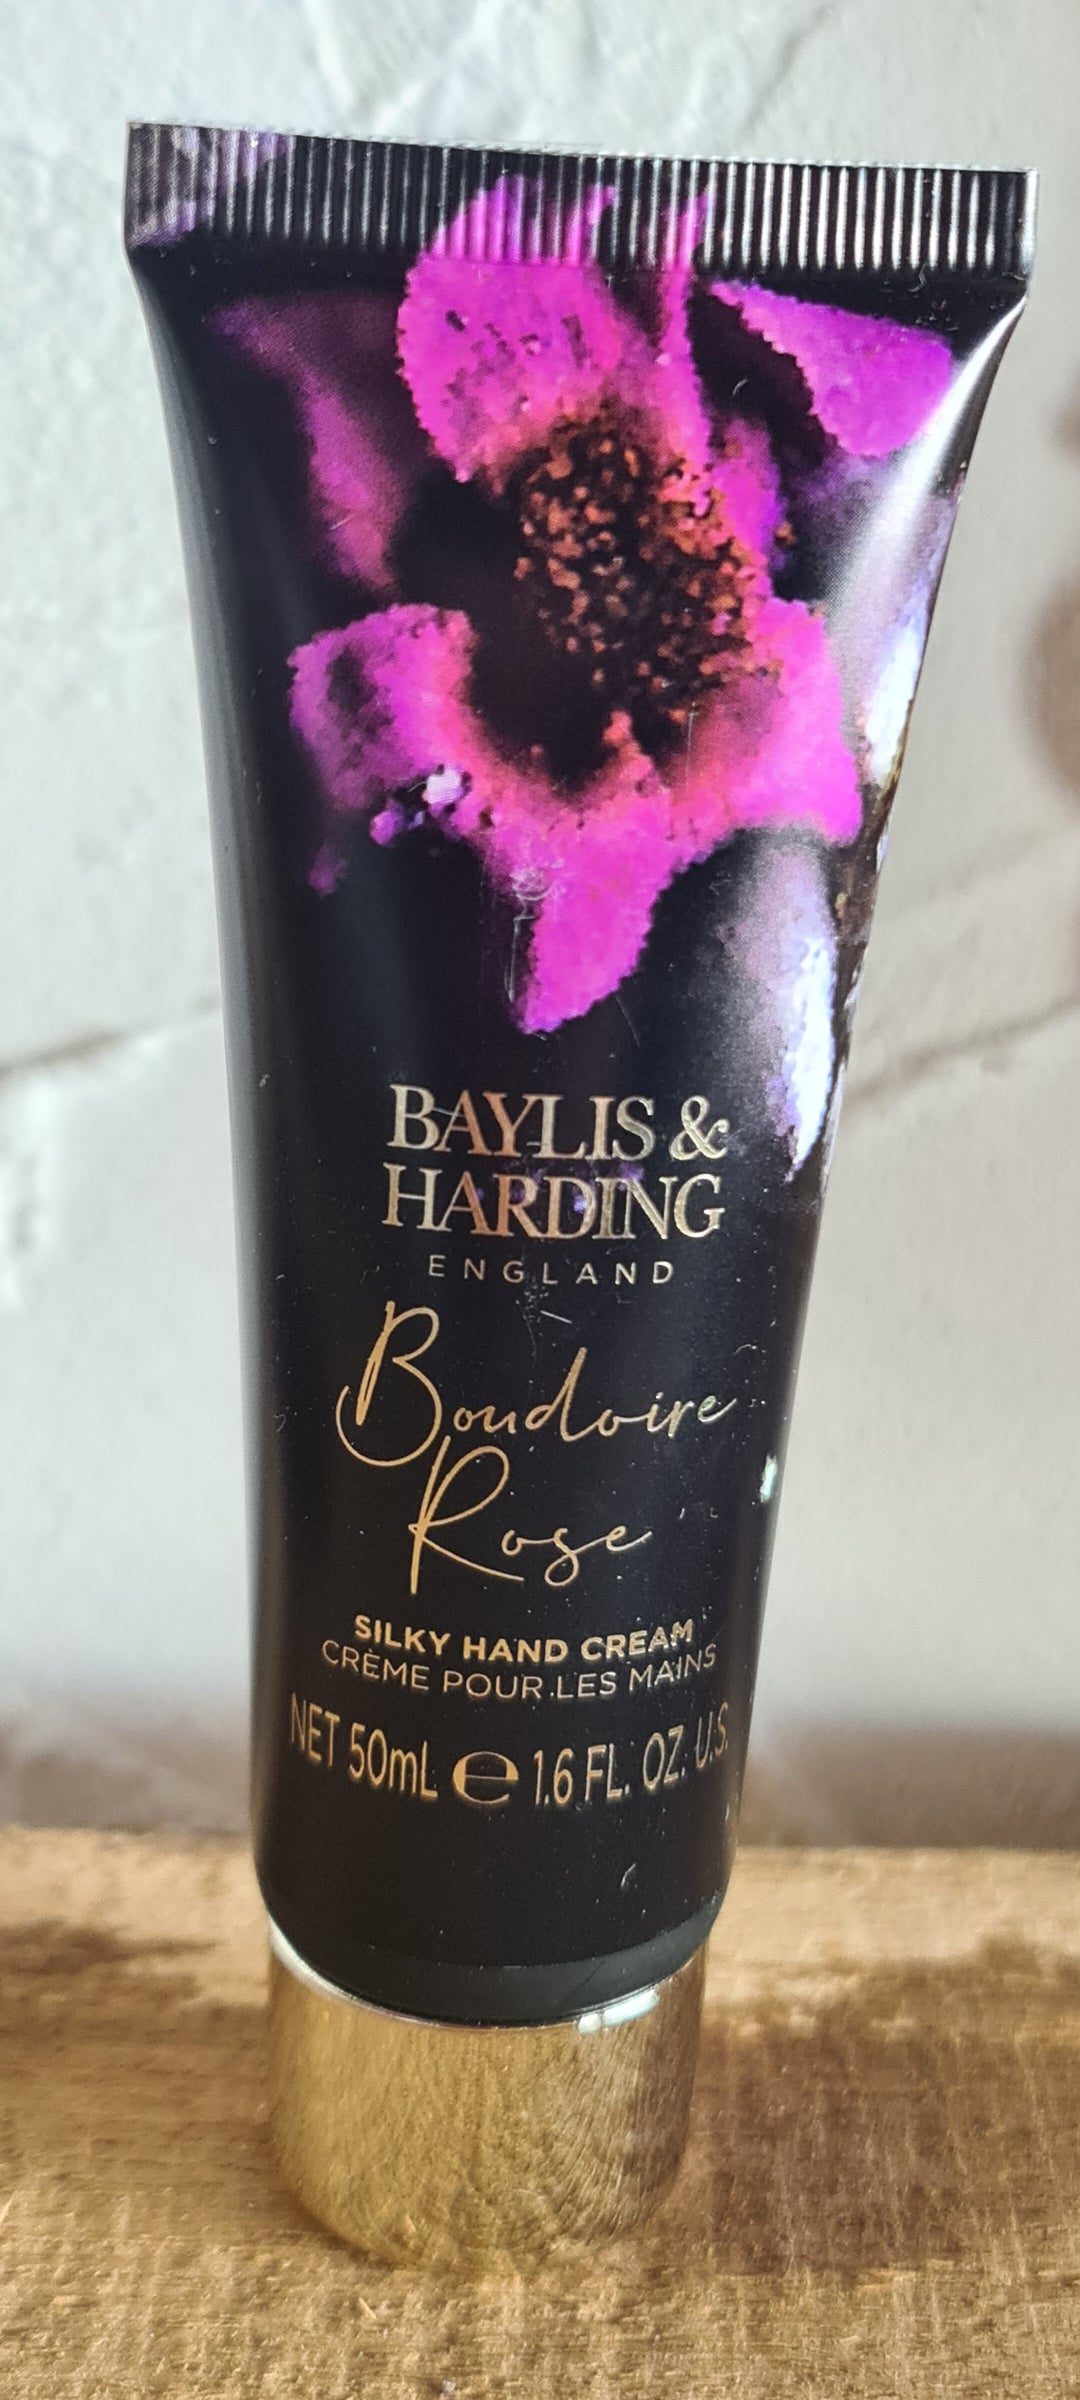 BAYLIS &
HARDING
ENGLAND
Boudoire
Rose
SILKY HAND CREAM
CRÈME POUR LES MAINS
NET 50mL ℮ 1.6 FL. OZ. U.S.